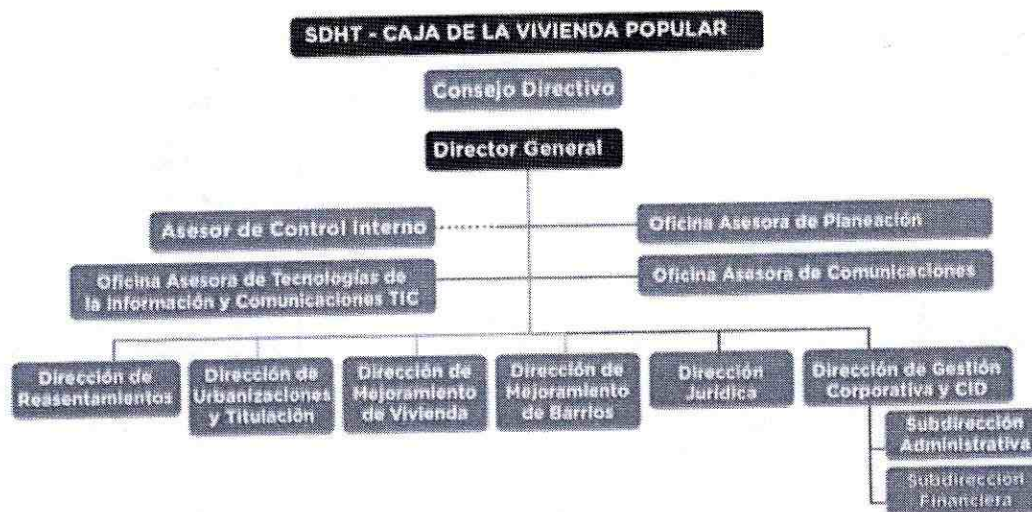 SDHT - CAJA DE LA VIVIENDA POPULAR
Consejo Directivo
Director General
Asesor de Control Interno
Oficina Asesora de Planeación
Oficina Asesora de Tecnologías de
la Información y Comunicaciones TIC
Oficina Asesora de Comunicaciones
Dirección de
Reasentamientos
Dirección de
Urbanizaciones
y Titulación
Dirección de
Mejoramiento
de Vivienda
Dirección de
Mejoramiento
de Barrios
Dirección
Jurídica
Dirección de Gestión
Corporativa y CID
Subdirección
Administrativa
Subdirección
Financiera